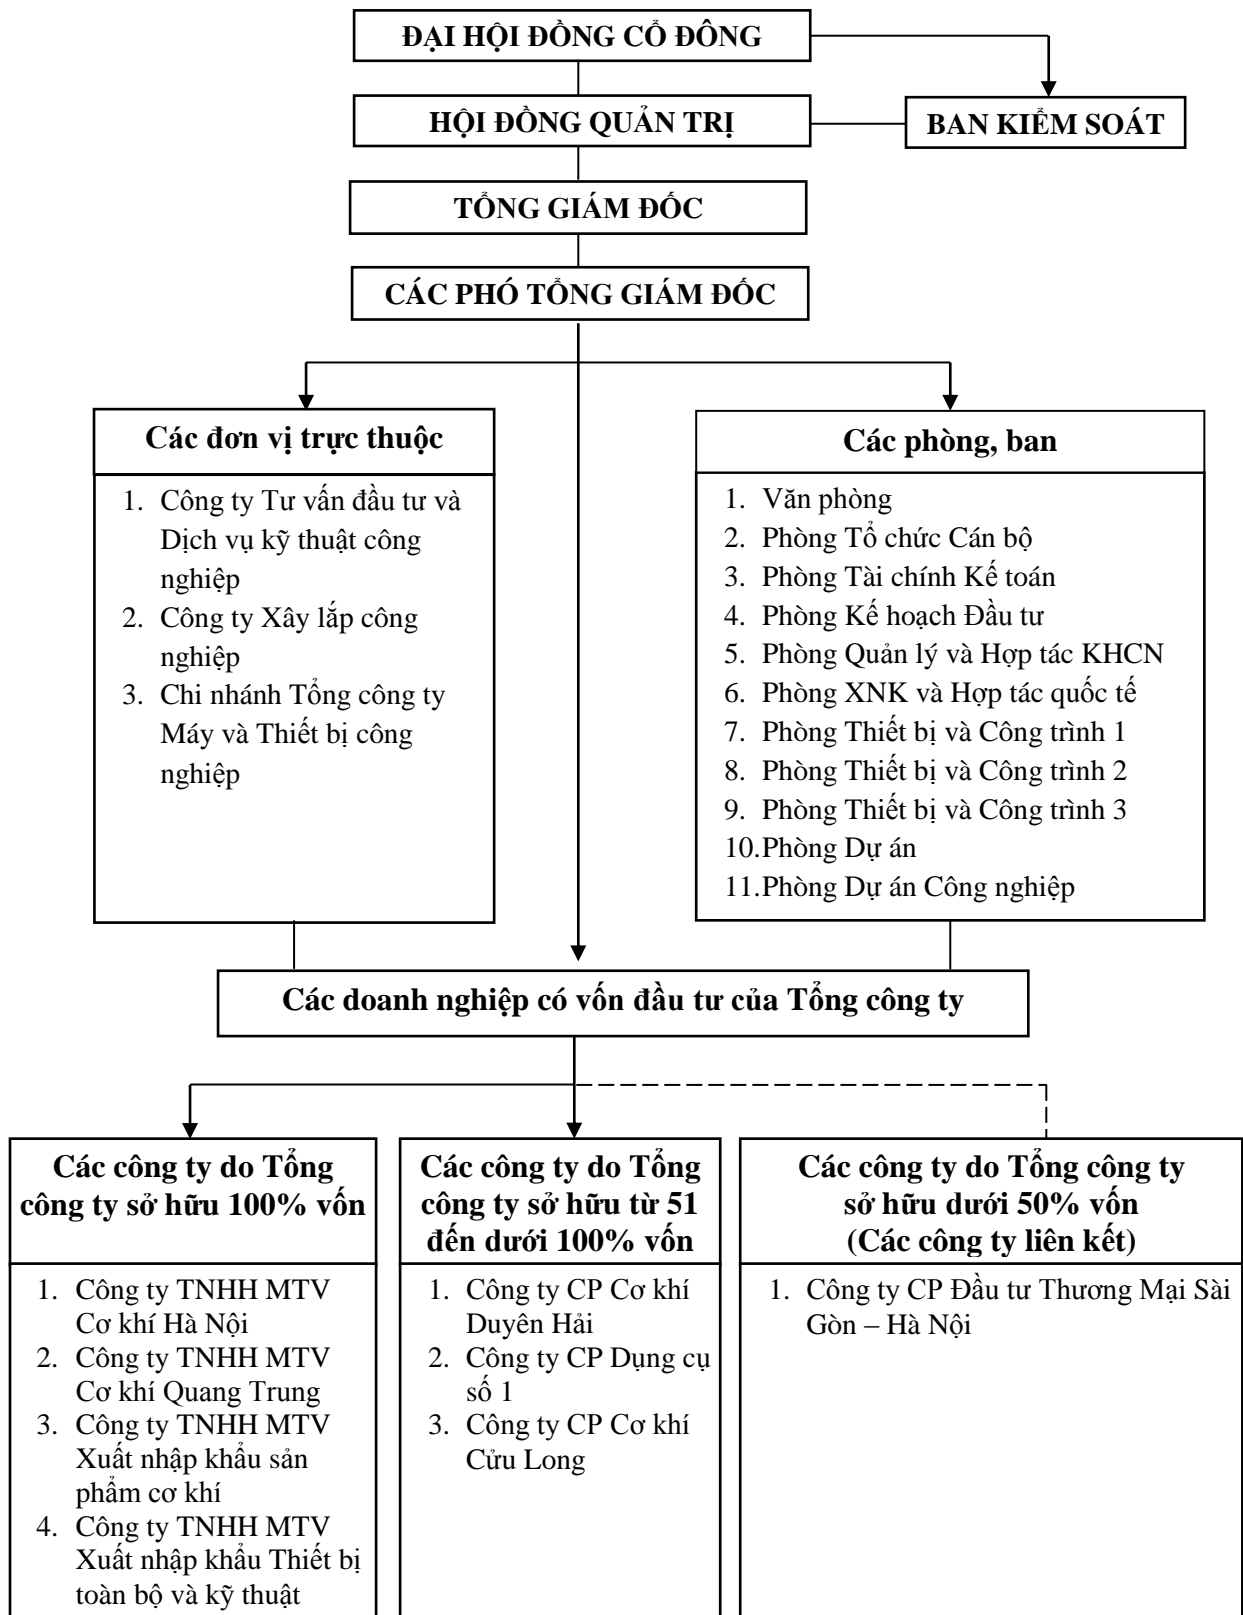 ĐẠI HỘI ĐỒNG CỔ ĐÔNG
HỘI ĐỒNG QUẢN TRỊ
BAN KIỂM SOÁT
TỔNG GIÁM ĐỐC
CÁC PHÓ TỔNG GIÁM ĐỐC
Các đơn vị trực thuộc
1. Công ty Tư vấn đầu tư và
Dịch vụ kỹ thuật công
nghiệp
2. Công ty Xây lắp công
nghiệp
3. Chi nhánh Tổng công ty
Máy và Thiết bị công
nghiệp
Các phòng, ban
1. Văn phòng
2. Phòng Tổ chức Cán bộ
3. Phòng Tài chính Kế toán
4. Phòng Kế hoạch Đầu tư
5. Phòng Quản lý và Hợp tác KHCN
6. Phòng XNK và Hợp tác quốc tế
7. Phòng Thiết bị và Công trình 1
8. Phòng Thiết bị và Công trình 2
9. Phòng Thiết bị và Công trình 3
10.Phòng Dự án
11.Phòng Dự án Công nghiệp
Các doanh nghiệp có vốn đầu tư của Tổng công ty
Các công ty do Tổng
công ty sở hữu 100% vốn
1. Công ty TNHH MTV
Cơ khí Hà Nội
2. Công ty TNHH MTV
Cơ khí Quang Trung
3. Công ty TNHH MTV
Xuất nhập khẩu sản
phẩm cơ khí
4. Công ty TNHH MTV
Xuất nhập khẩu Thiết bị
toàn bộ và kỹ thuật
Các công ty do Tổng
công ty sở hữu từ 51
đến dưới 100% vốn
1. Công ty CP Cơ khí
Duyên Hải
2. Công ty CP Dụng cụ
số 1
3. Công ty CP Cơ khí
Cửu Long
Các công ty do Tổng công ty
sở hữu dưới 50% vốn
(Các công ty liên kết)
1. Công ty CP Đầu tư Thương Mại Sài
Gòn – Hà Nội